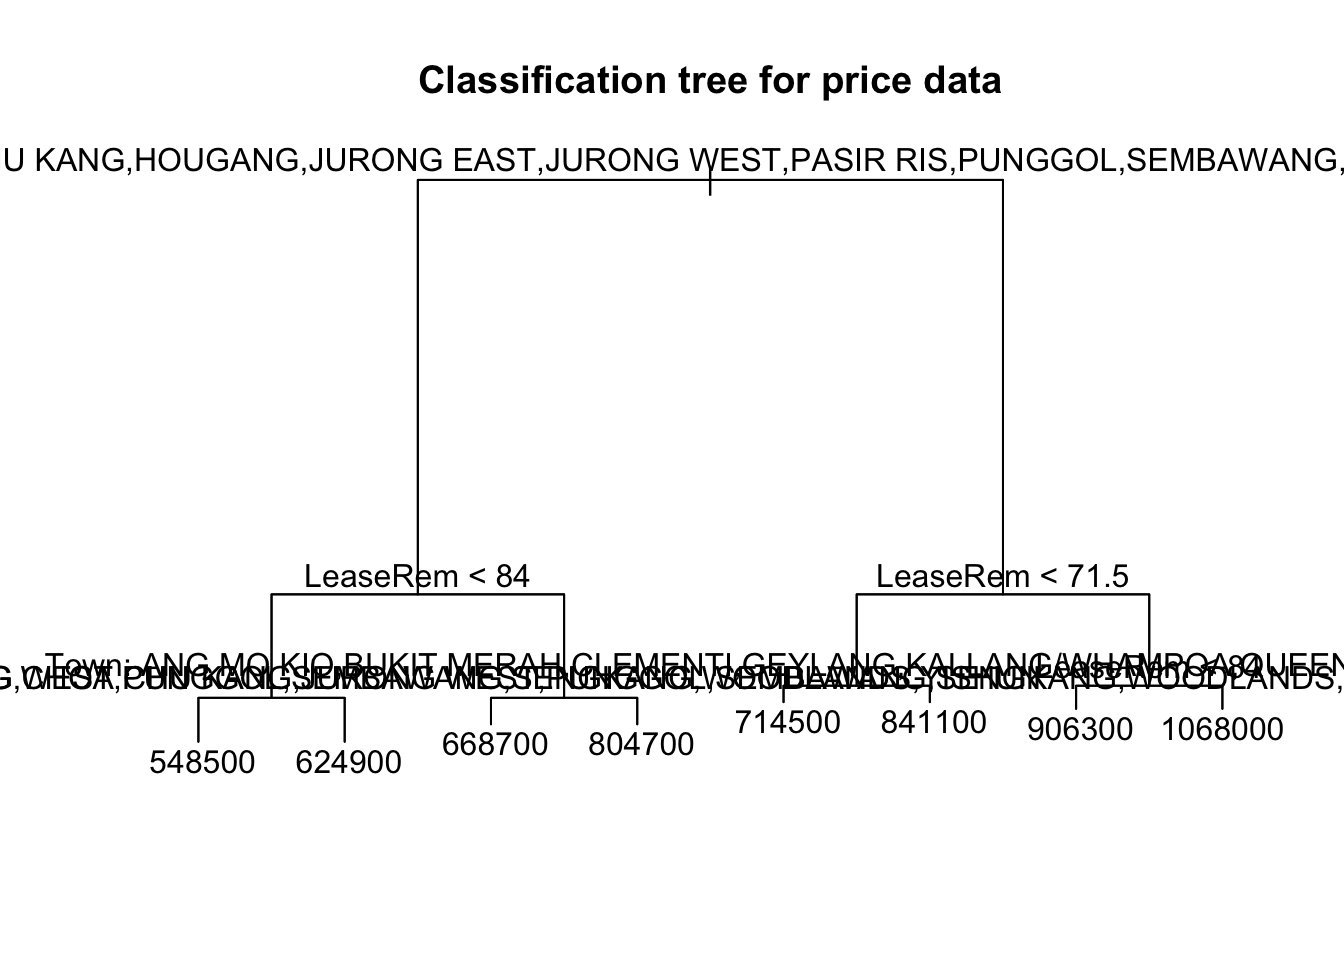 Classification tree for price data
U KANG,HOUGANG,JURONG EAST,JURONG WEST,PASIR RIS,PUNGGOL,SEMBAWANG,
LeaseRem < 84
LeaseRem < 71.5
Town: ANG MO KIO,BUKIT MERAH,CLEMENTI,GEYLANG,KALLANG/WHAMPOA,QUEEN
LeaseRem < 84
548500
624900
668700
804700
714500
841100
906300
1068000